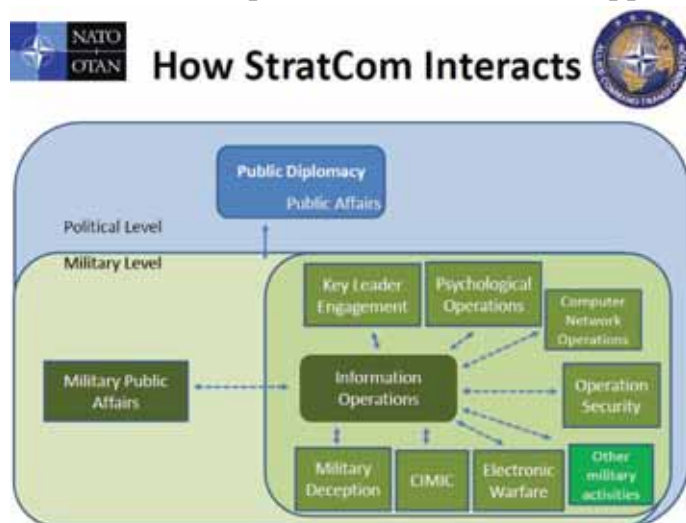 NATO
OTAN
How StratCom Interacts
Public Diplomacy
Public Affairs
Political Level
Military Level
Key Leader
Engagement
Psychological
Operations
Computer
Network
Operations
Military Public
Affairs
Information
Operations
Operation
Security
Military
Deception
CIMIC
Electronic
Warfare
Other
military
activities